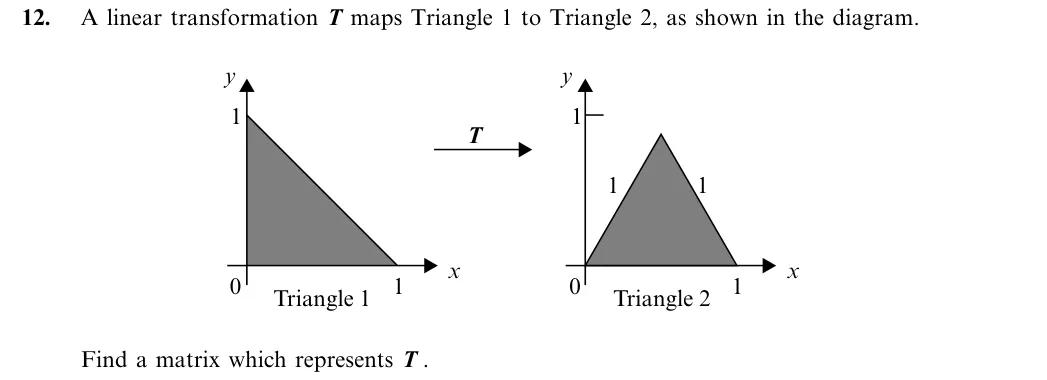 12. A linear transformation T maps Triangle 1 to Triangle 2, as shown in the diagram.
y y
1 1
T
1 1
x x
0 1 0 1
Triangle 1 Triangle 2
Find a matrix which represents T.